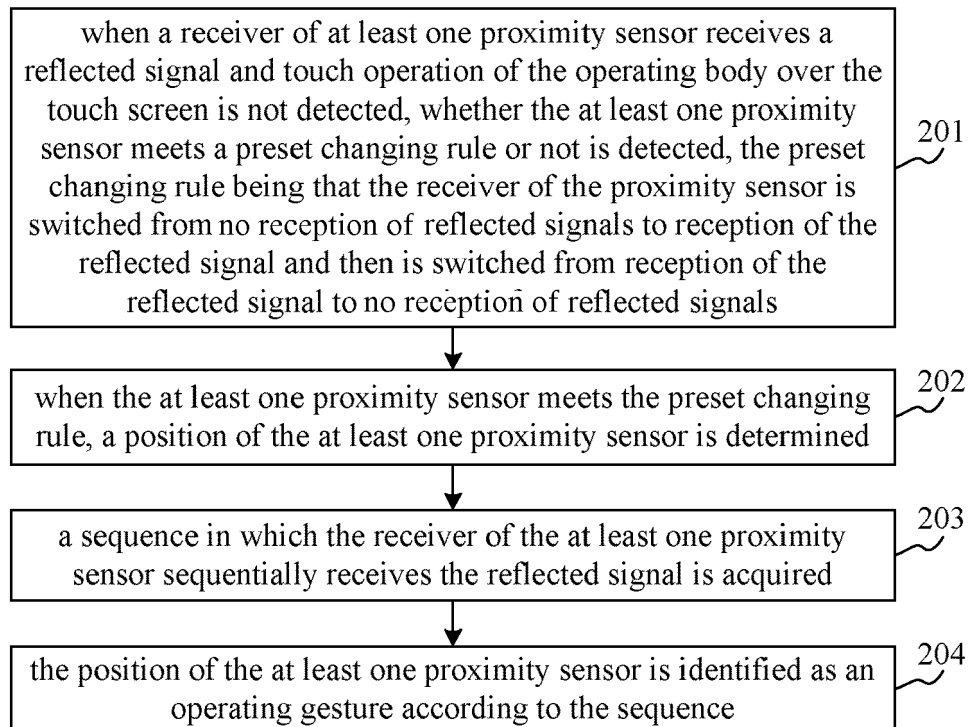 when a receiver of at least one proximity sensor receives a
reflected signal and touch operation of the operating body over the
touch screen is not detected, whether the at least one proximity
sensor meets a preset changing rule or not is detected, the preset
changing rule being that the receiver of the proximity sensor is
switched from no reception of reflected signals to reception of the
reflected signal and then is switched from reception of the
reflected signal to no reception of reflected signals
201
when the at least one proximity sensor meets the preset changing
rule, a position of the at least one proximity sensor is determined
202
a sequence in which the receiver of the at least one proximity
sensor sequentially receives the reflected signal is acquired
203
the position of the at least one proximity sensor is identified as an
operating gesture according to the sequence
204